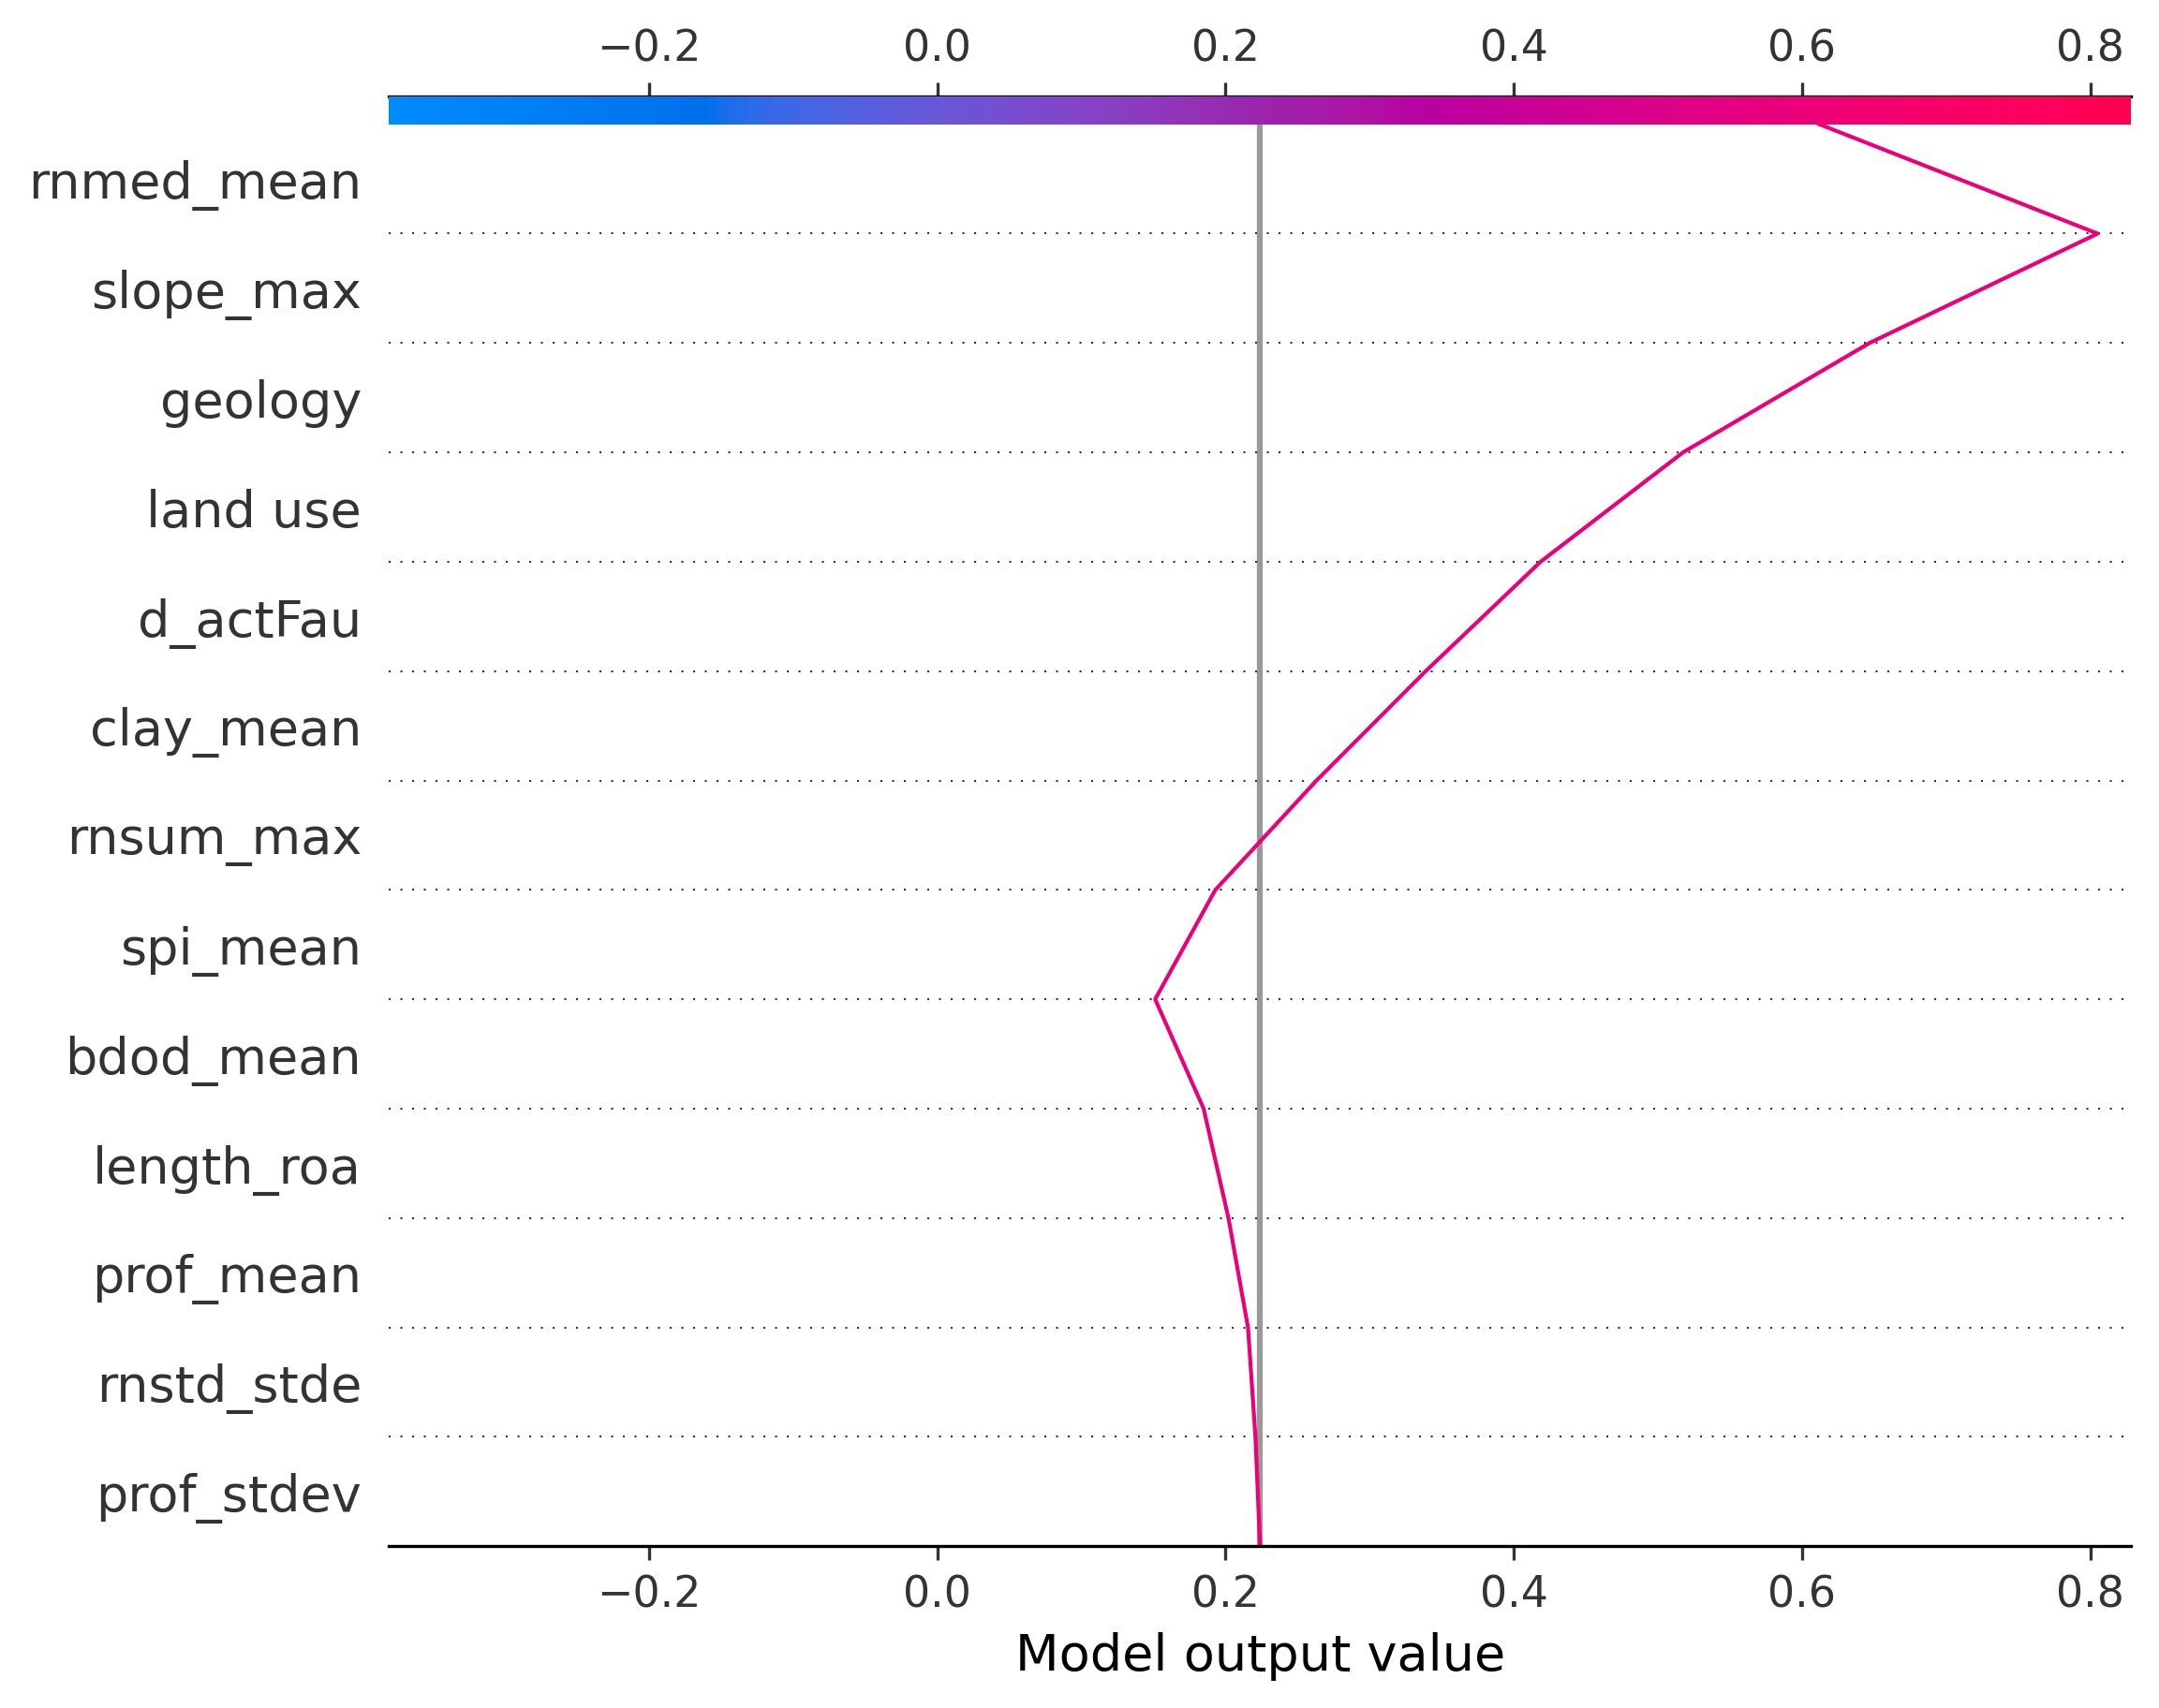 −0.2 0.0 0.2 0.4 0.6 0.8
rnmed_mean
slope_max
geology
land use
d_actFau
clay_mean
rnsum_max
spi_mean
bdod_mean
length_roa
prof_mean
rnstd_stde
prof_stdev
−0.2 0.0 0.2 0.4 0.6 0.8
Model output value